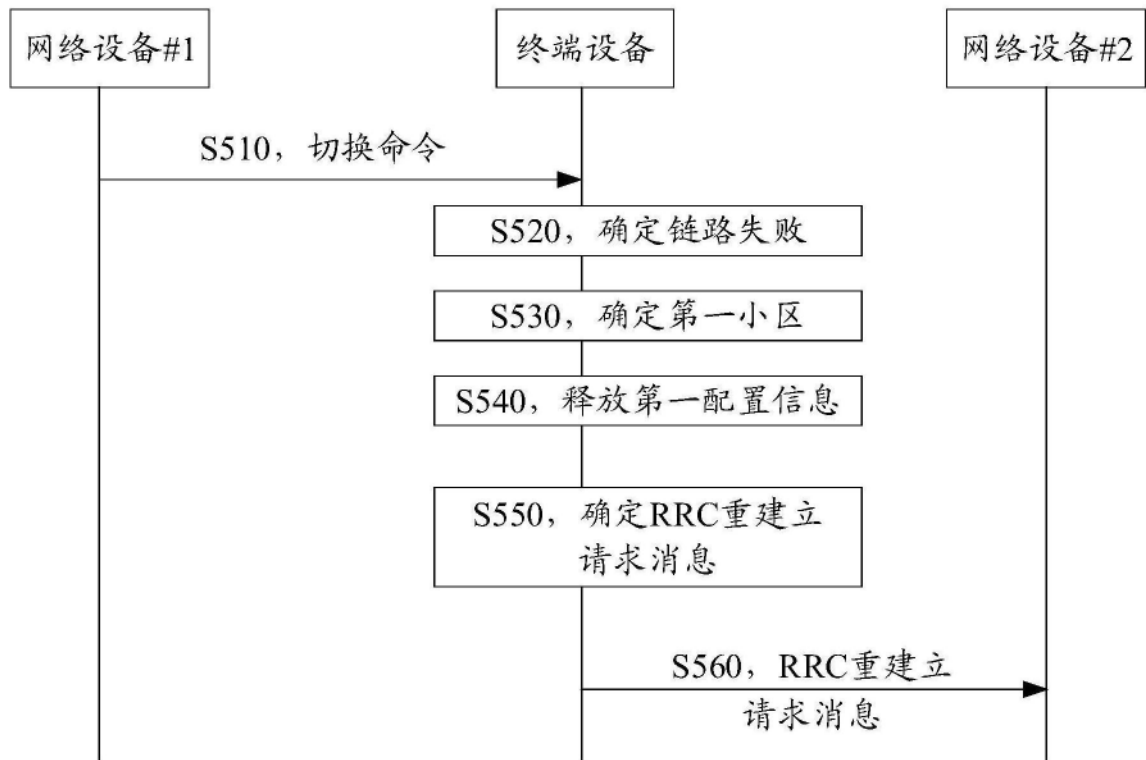 网络设备#1
终端设备
网络设备#2
S510，切换命令
S520，确定链路失败
S530，确定第一小区
S540，释放第一配置信息
S550，确定RRC重建立
请求消息
S560，RRC重建立
请求消息